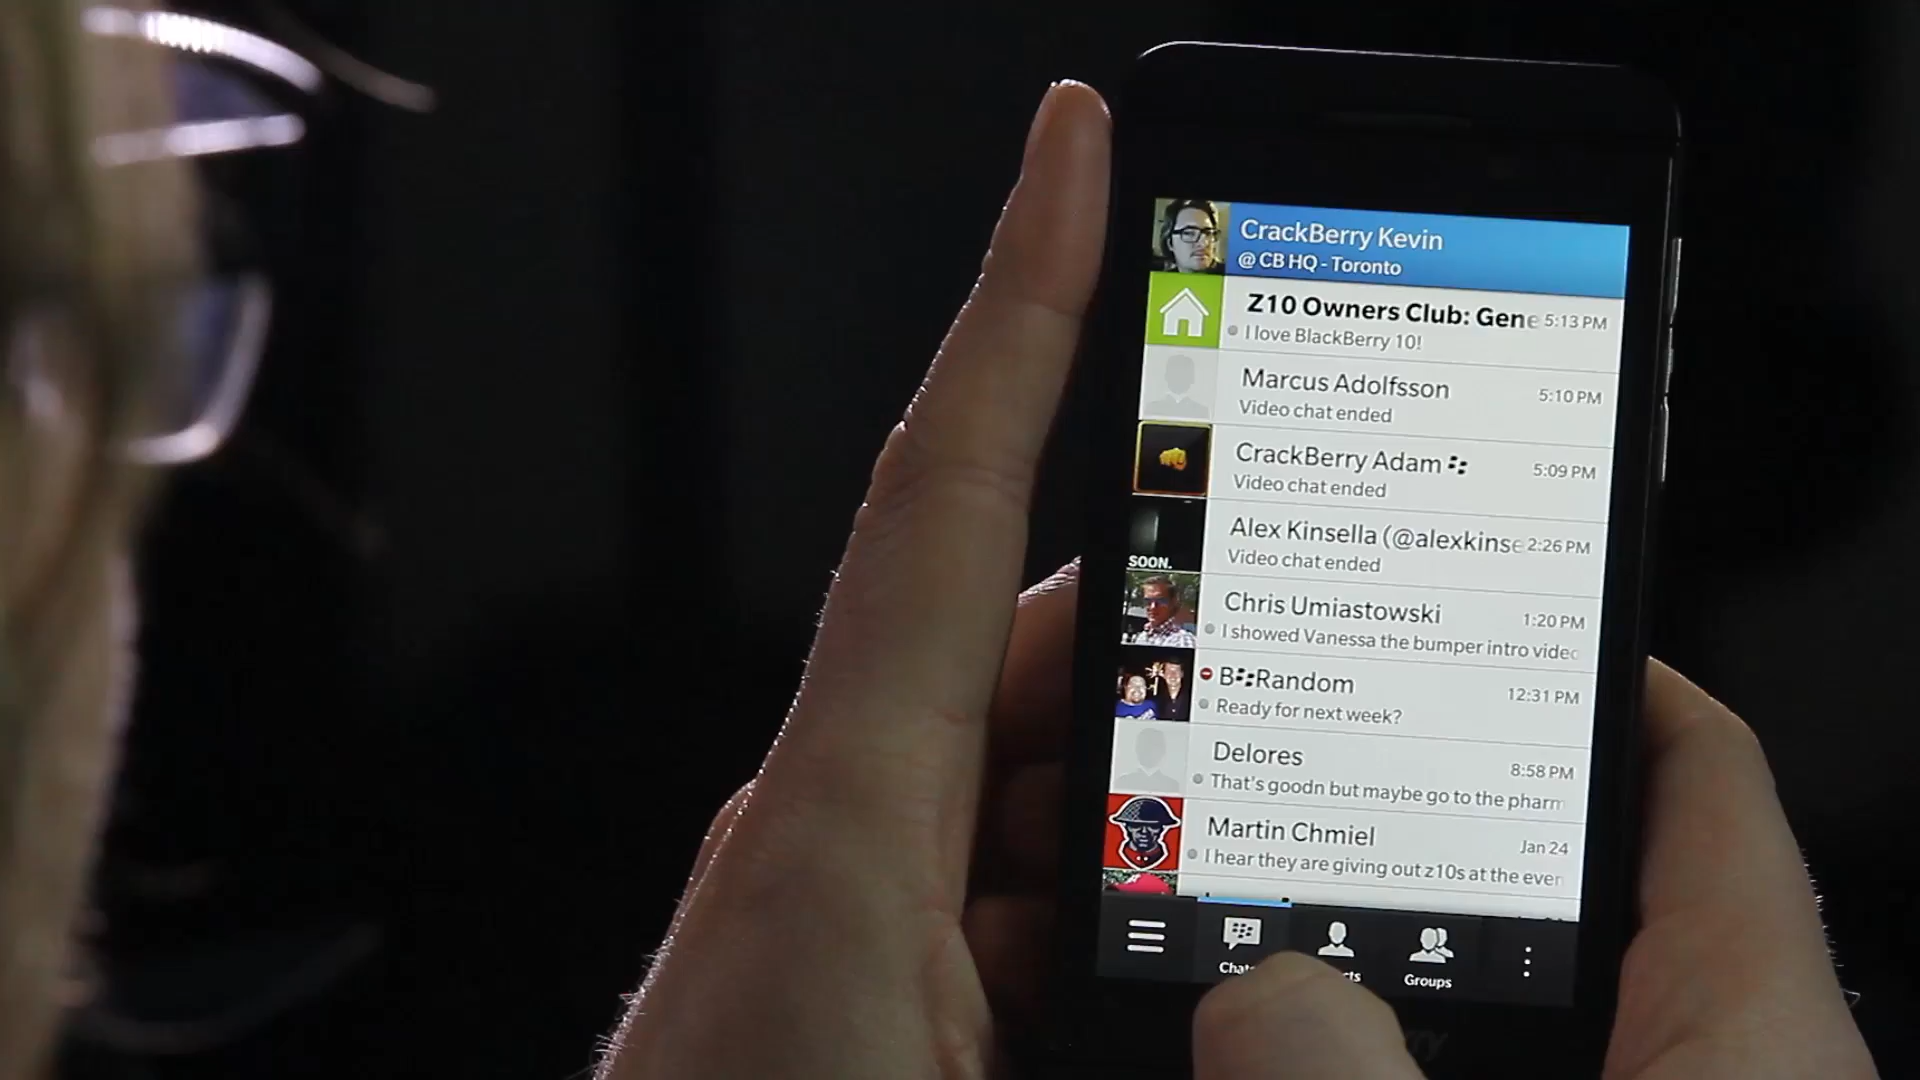 CrackBerry Kevin
@ CB HQ - Toronto
Z10 Owners Club: Gene 5:13 PM
I love BlackBerry 10!
Marcus Adolfsson 5:10 PM
Video chat ended
CrackBerry Adam 5:09 PM
Video chat ended
Alex Kinsella (@alexkinse 2:26 PM
Video chat ended
SOON.
Chris Umiastowski 1:20 PM
I showed Vanessa the bumper intro video
B Random 12:31 PM
Ready for next week?
Delores 8:58 PM
That's goodn but maybe go to the pharm
Martin Chmiel Jan 24
I hear they are giving out z10s at the even
Groups